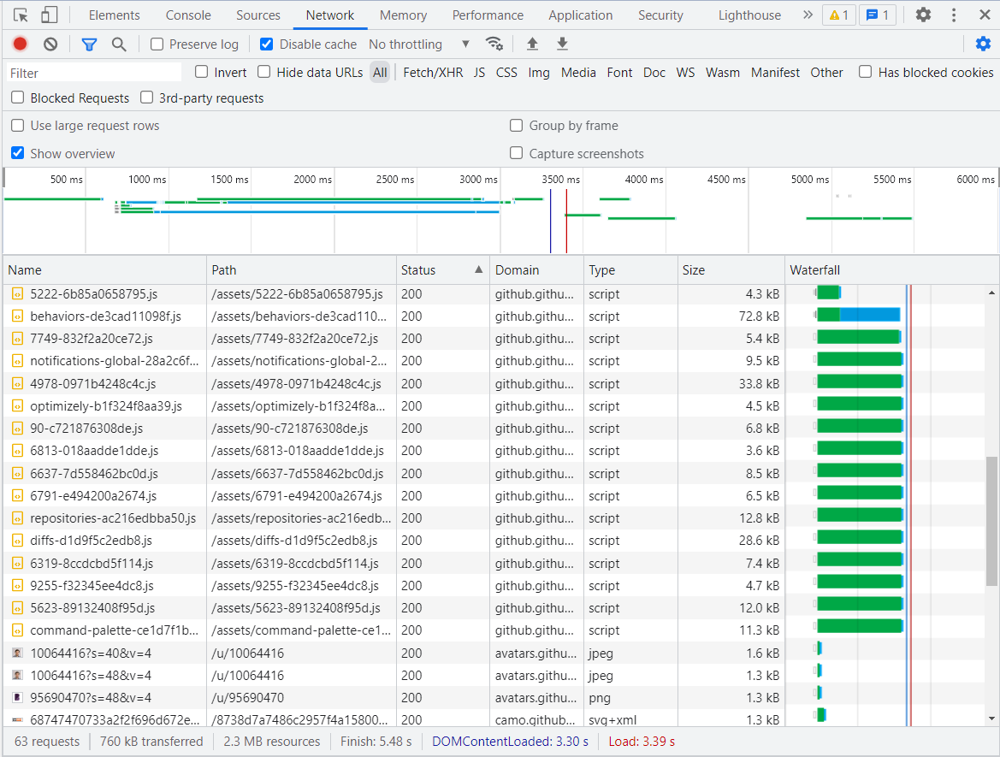 Elements Console Sources Network Memory Performance Application Security Lighthouse » 1 1
Preserve log Disable cache No throttling
Filter Invert Hide data URLs All Fetch/XHR JS CSS Img Media Font Doc WS Wasm Manifest Other Has blocked cookies
Blocked Requests 3rd-party requests
Use large request rows Group by frame
Show overview Capture screenshots
500 ms 1000 ms 1500 ms 2000 ms 2500 ms 3000 ms 3500 ms 4000 ms 4500 ms 5000 ms 5500 ms 6000 ms
Name Path Status Domain Type Size Waterfall
5222-6b85a0658795.js /assets/5222-6b85a0658795.js 200 github.githu... script 4.3 kB
behaviors-de3cad11098f.js /assets/behaviors-de3cad110... 200 github.githu... script 72.8 kB
7749-832f2a20ce72.js /assets/7749-832f2a20ce72.js 200 github.githu... script 5.4 kB
notifications-global-28a2c6f... /assets/notifications-global-2... 200 github.githu... script 9.5 kB
4978-0971b4248c4c.js /assets/4978-0971b4248c4c.js 200 github.githu... script 33.8 kB
optimizely-b1f324f8aa39.js /assets/optimizely-b1f324f8a... 200 github.githu... script 4.5 kB
90-c721876308de.js /assets/90-c721876308de.js 200 github.githu... script 6.8 kB
6813-018aadde1dde.js /assets/6813-018aadde1dde.js 200 github.githu... script 3.6 kB
6637-7d558462bc0d.js /assets/6637-7d558462bc0d.js 200 github.githu... script 8.5 kB
6791-e494200a2674.js /assets/6791-e494200a2674.js 200 github.githu... script 6.5 kB
repositories-ac216edbba50.js /assets/repositories-ac216edb... 200 github.githu... script 12.8 kB
diffs-d1d9f5c2edb8.js /assets/diffs-d1d9f5c2edb8.js 200 github.githu... script 28.6 kB
6319-8ccdcbd5f114.js /assets/6319-8ccdcbd5f114.js 200 github.githu... script 7.4 kB
9255-f32345ee4dc8.js /assets/9255-f32345ee4dc8.js 200 github.githu... script 4.7 kB
5623-89132408f95d.js /assets/5623-89132408f95d.js 200 github.githu... script 12.0 kB
command-palette-ce1d7f1b... /assets/command-palette-ce1... 200 github.githu... script 11.3 kB
10064416?s=40&v=4 /u/10064416 200 avatars.githu... jpeg 1.6 kB
10064416?s=48&v=4 /u/10064416 200 avatars.githu... jpeg 1.3 kB
95690470?s=48&v=4 /u/95690470 200 avatars.githu... png 1.3 kB
68747470733a2f2f696d672e... /8738d7a7486c2957f4a15800... 200 camo.github... svg+xml 1.3 kB
63 requests 760 kB transferred 2.3 MB resources Finish: 5.48 s DOMContentLoaded: 3.30 s Load: 3.39 s